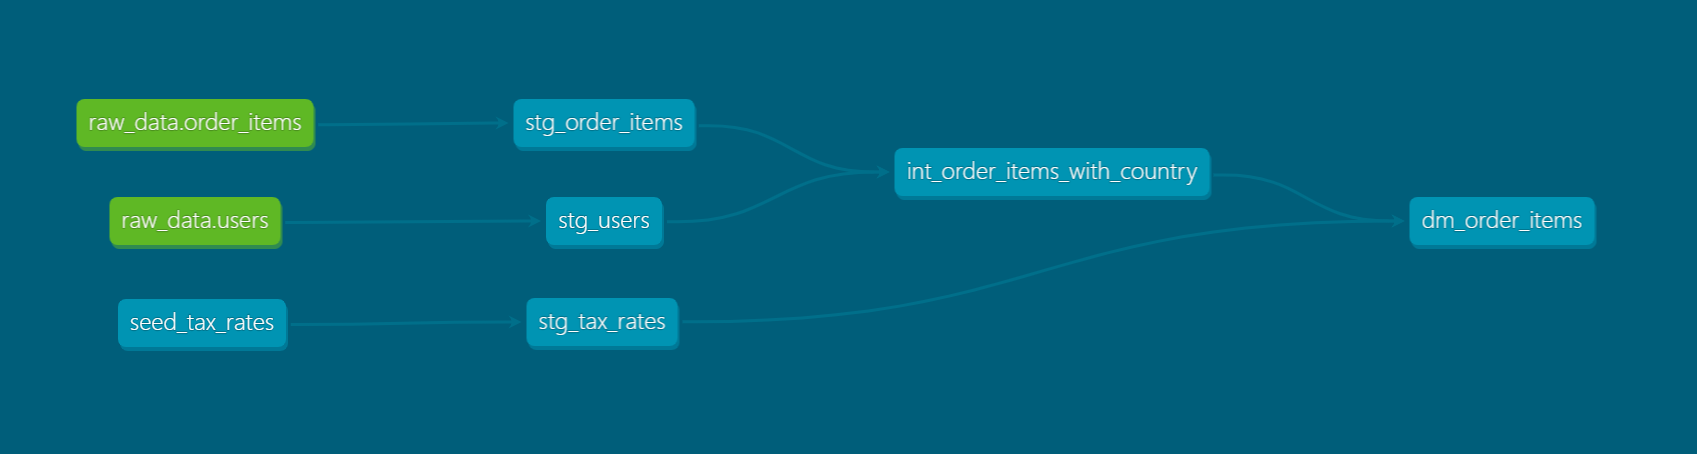 raw_data.order_items
stg_order_items
int_order_items_with_country
raw_data.users
stg_users
dm_order_items
seed_tax_rates
stg_tax_rates